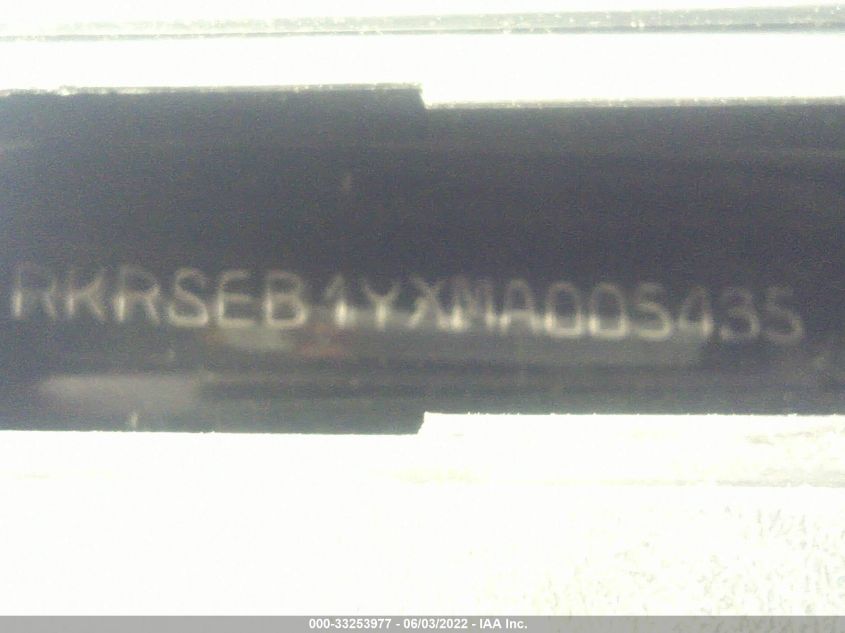 RKRSEB1YXMA005435
000-33253977 - 06/03/2022 - IAA Inc.